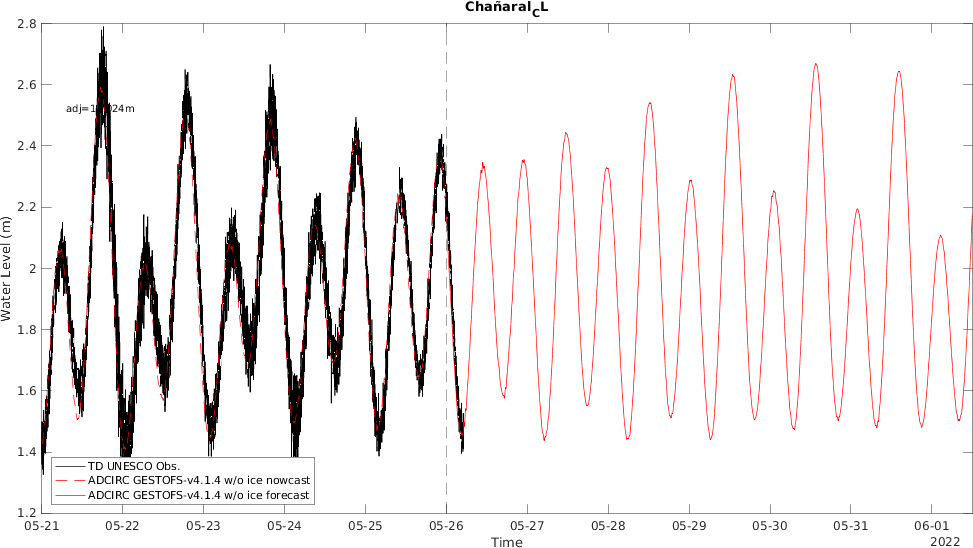 Chañaral_CL
2.8
2.6
2.4
2.2
2
1.8
1.6
1.4
1.2
Water Level (m)
TD UNESCO Obs.
ADCIRC GESTOFS-v4.1.4 w/o ice nowcast
ADCIRC GESTOFS-v4.1.4 w/o ice forecast
05-21 05-22 05-23 05-24 05-25 05-26 05-27 05-28 05-29 05-30 05-31 06-01
Time
2022